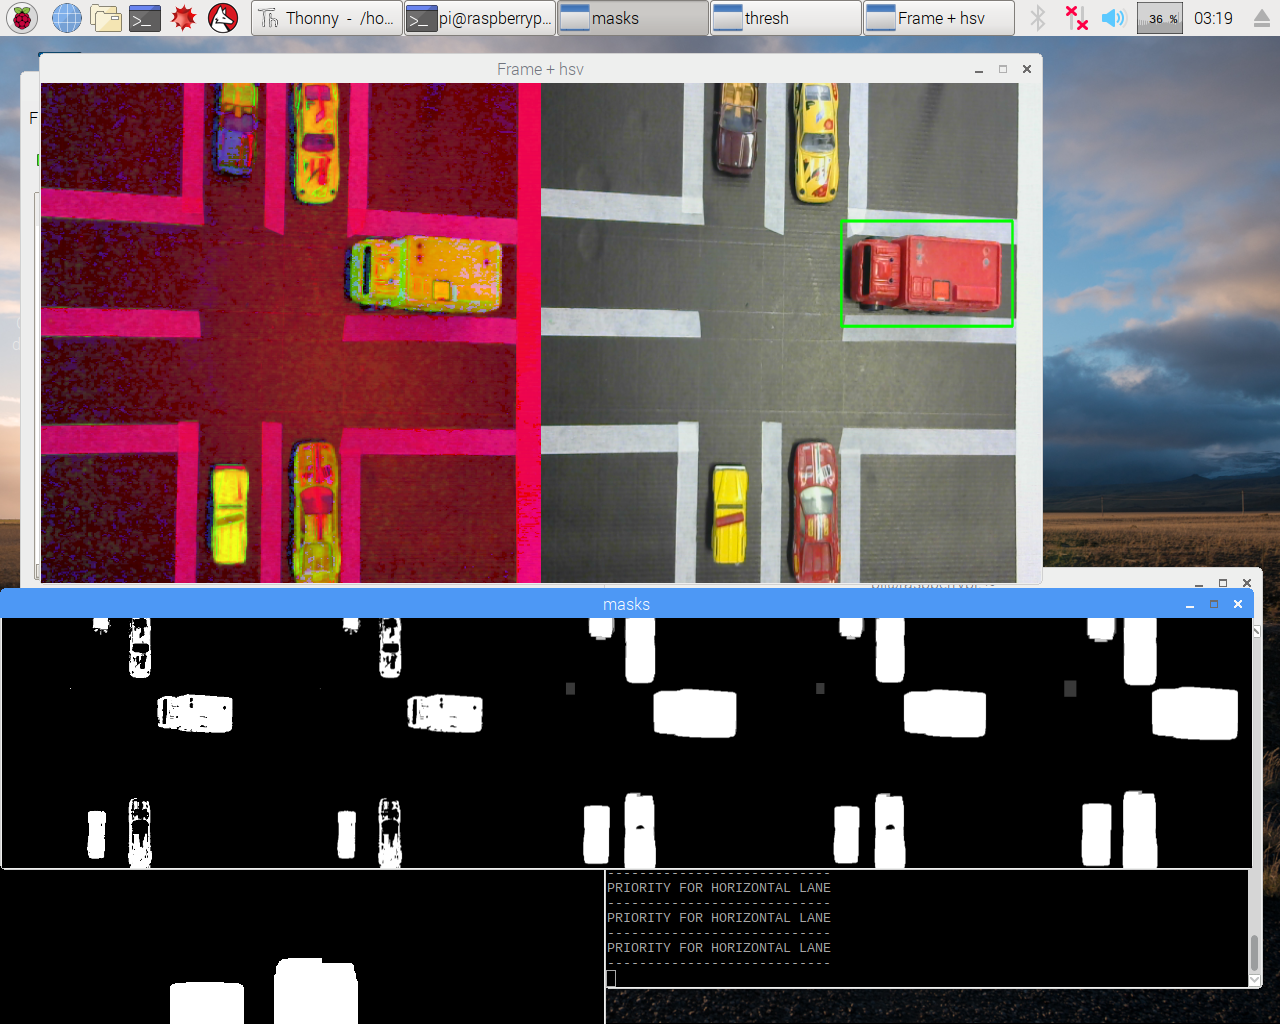 Thonny - /ho...
pi@raspberryp...
masks
thresh
Frame + hsv
36 %
03:19
Frame + hsv
F
masks
PRIORITY FOR HORIZONTAL LANE
----------------------------
PRIORITY FOR HORIZONTAL LANE
----------------------------
PRIORITY FOR HORIZONTAL LANE
----------------------------